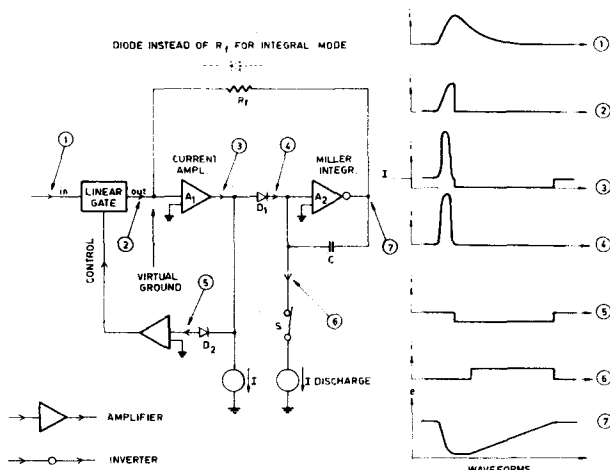 DIODE INSTEAD OF Rf FOR INTEGRAL MODE
Rf
1
CURRENT
AMPL.
3
4
MILLER
INTEGR.
in
LINEAR
GATE
out
A1
D1
A2
7
2
VIRTUAL
GROUND
C
CONTROL
5
6
D2
S
I
I DISCHARGE
AMPLIFIER
INVERTER
1
2
I
3
4
5
6
e
7
WAVEFORMS